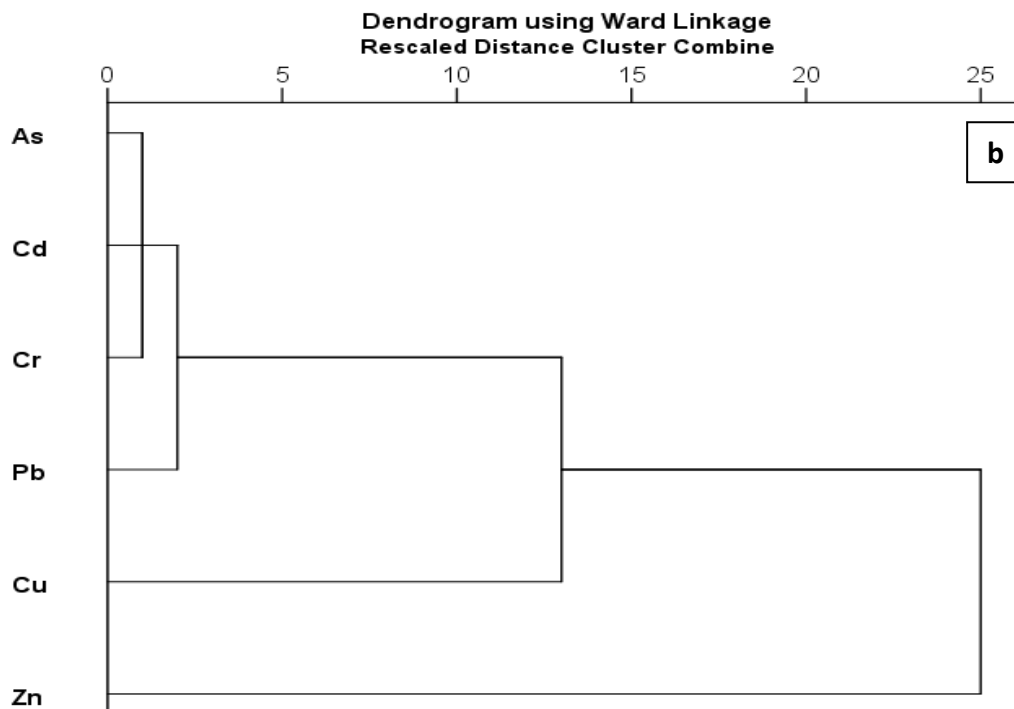 Dendrogram using Ward Linkage
Rescaled Distance Cluster Combine
0 5 10 15 20 25
As
b
Cd
Cr
Pb
Cu
Zn